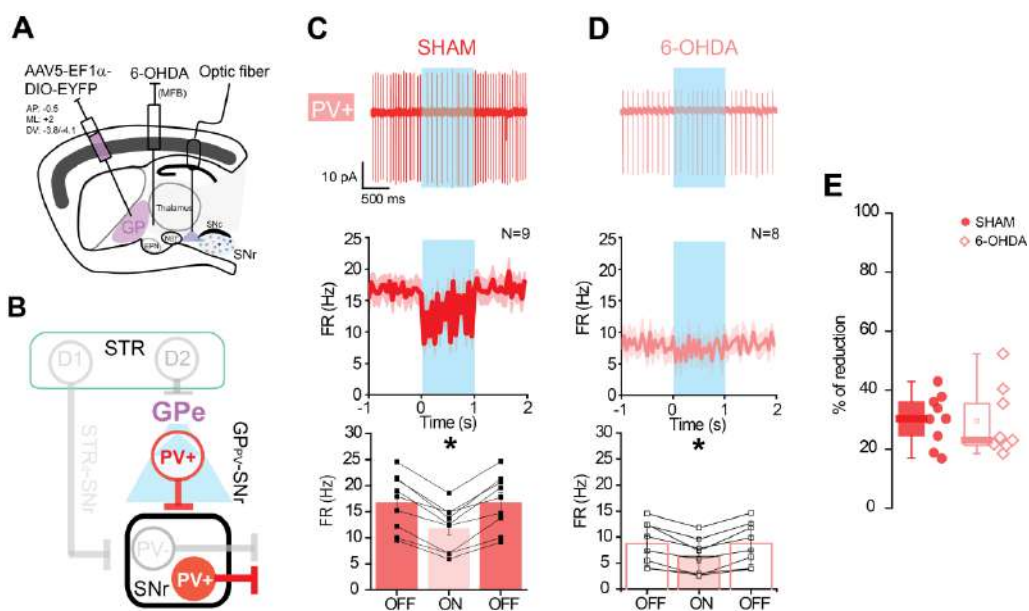 A
AAV5-EF1α-
DIO-EYFP
AP: -0.5
ML: +2
DV: -3.8/-4.1
6-OHDA
(MFB)
Optic fiber
Thalamus
GP
EPN
SNc
SNr
B
D1
STR
D2
GPe
PV+
GPPV+-SNr
PV-
SNr
PV+
C
SHAM
PV+
10 pA
500 ms
N=9
FR (Hz)
25
20
15
10
5
0
-1
0
1
2
Time (s)
*
FR (Hz)
30
25
20
15
10
5
0
OFF
ON
OFF
D
6-OHDA
N=8
FR (Hz)
25
20
15
10
5
0
-1
0
1
2
Time (s)
*
FR (Hz)
30
25
20
15
10
5
0
OFF
ON
OFF
E
SHAM
6-OHDA
% of reduction
100
80
60
40
20
0